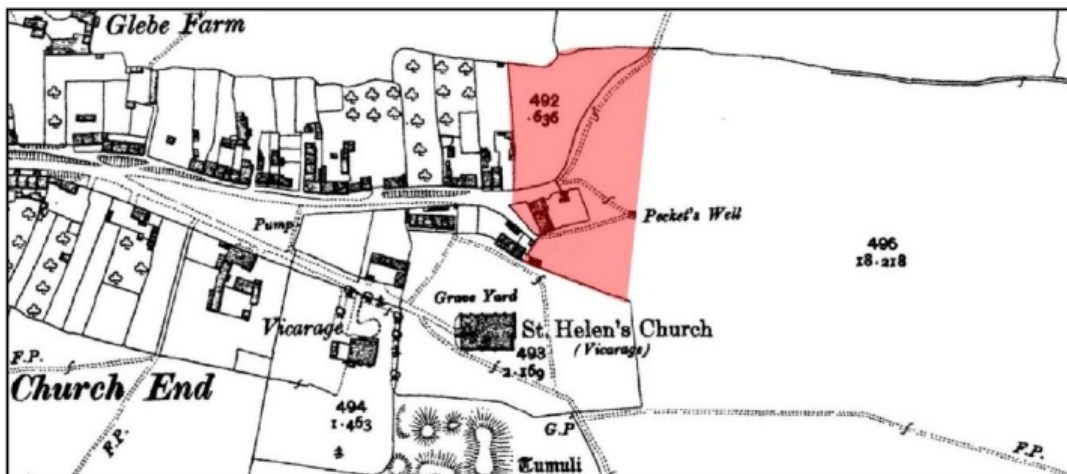 Glebe Farm
492
.636
Pecket's Well
496
18.218
Pump
Grave Yard
St. Helen's Church
(Vicarage)
493
2.169
Vicarage
F.P.
Church End
F.P.
494
1.463
G.P
Tumuli
F.P.